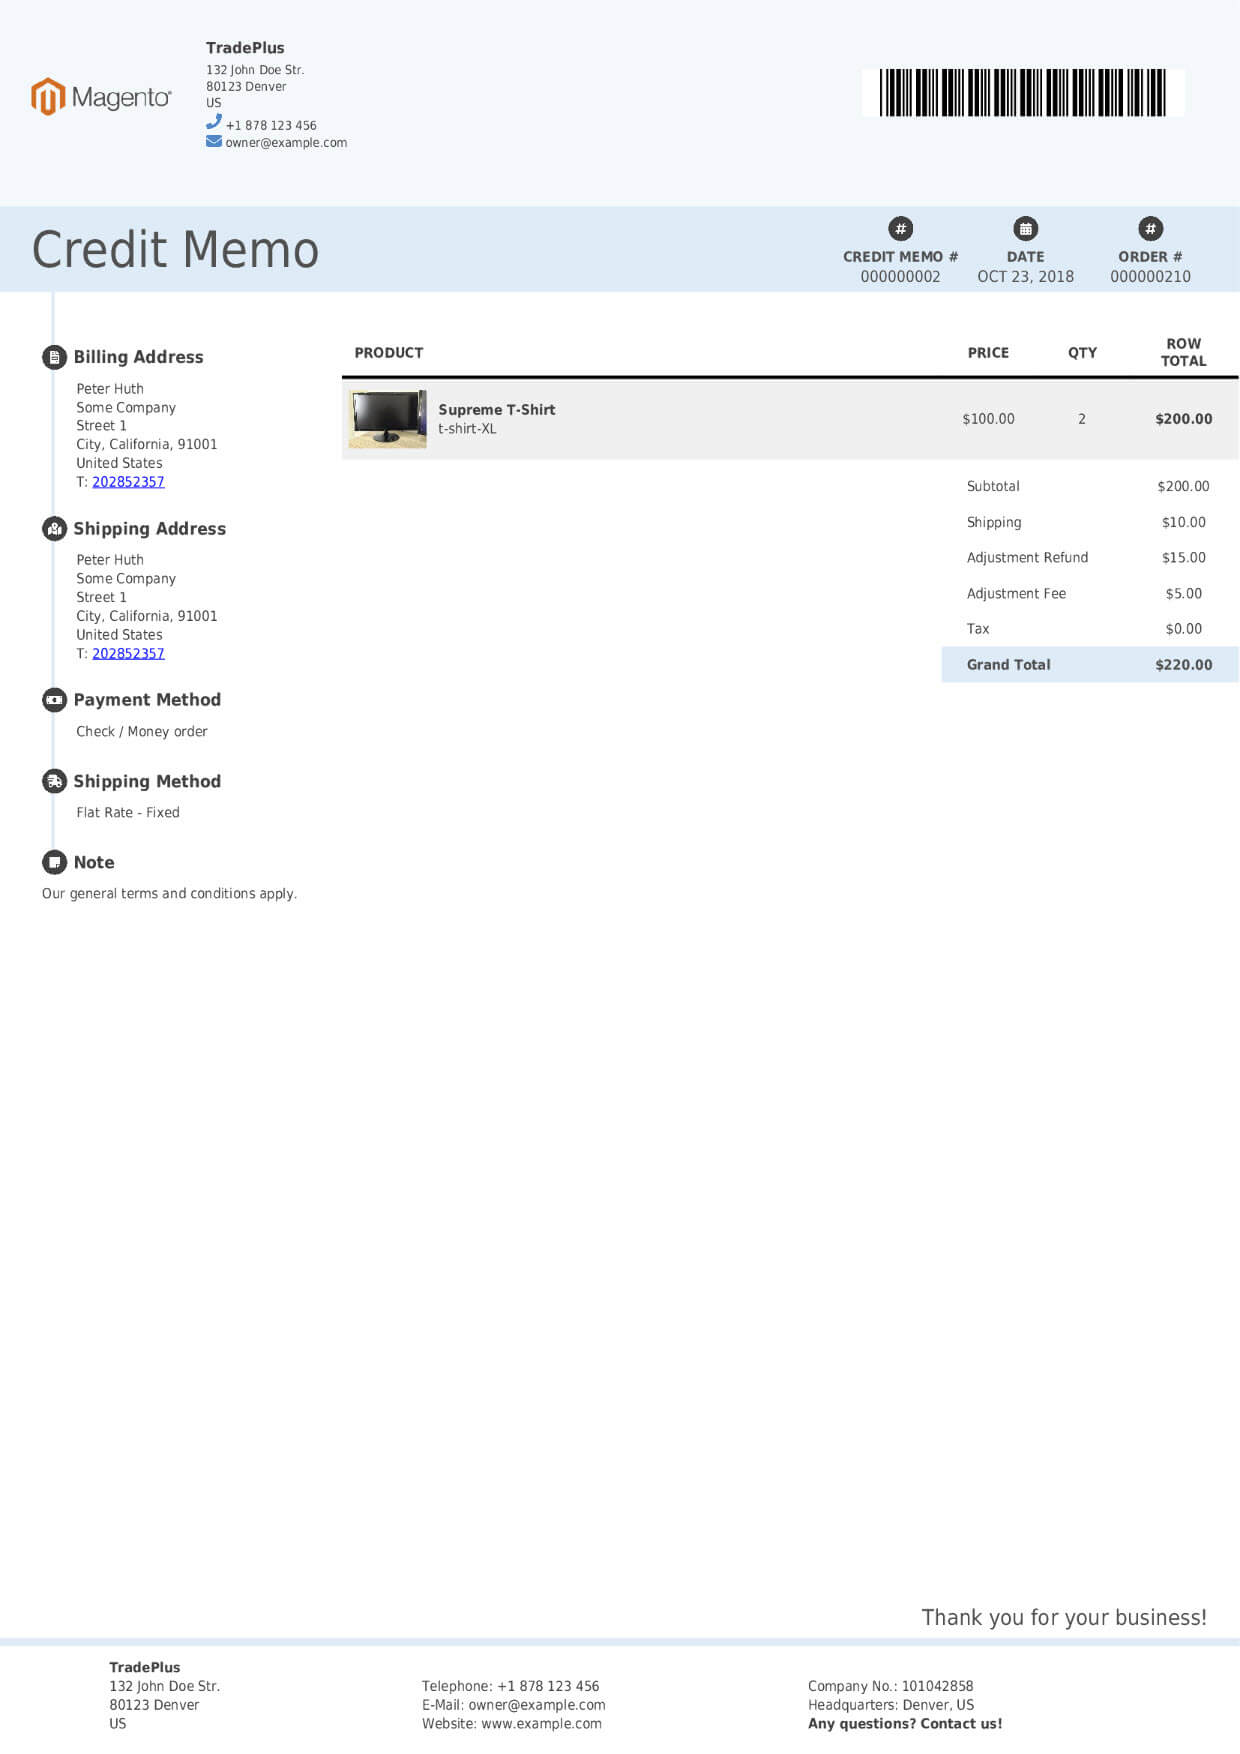 Magento®
TradePlus
132 John Doe Str.
80123 Denver
US
+1 878 123 456
owner@example.com
Credit Memo
CREDIT MEMO #
000000002
DATE
OCT 23, 2018
ORDER #
000000210
Billing Address
Peter Huth
Some Company
Street 1
City, California, 91001
United States
T: 202852357
Shipping Address
Peter Huth
Some Company
Street 1
City, California, 91001
United States
T: 202852357
Payment Method
Check / Money order
Shipping Method
Flat Rate - Fixed
Note
Our general terms and conditions apply.
PRODUCT PRICE QTY ROW TOTAL
Supreme T-Shirt
t-shirt-XL
$100.00 2 $200.00
Subtotal $200.00
Shipping $10.00
Adjustment Refund $15.00
Adjustment Fee $5.00
Tax $0.00
Grand Total $220.00
Thank you for your business!
TradePlus
132 John Doe Str.
80123 Denver
US
Telephone: +1 878 123 456
E-Mail: owner@example.com
Website: www.example.com
Company No.: 101042858
Headquarters: Denver, US
Any questions? Contact us!